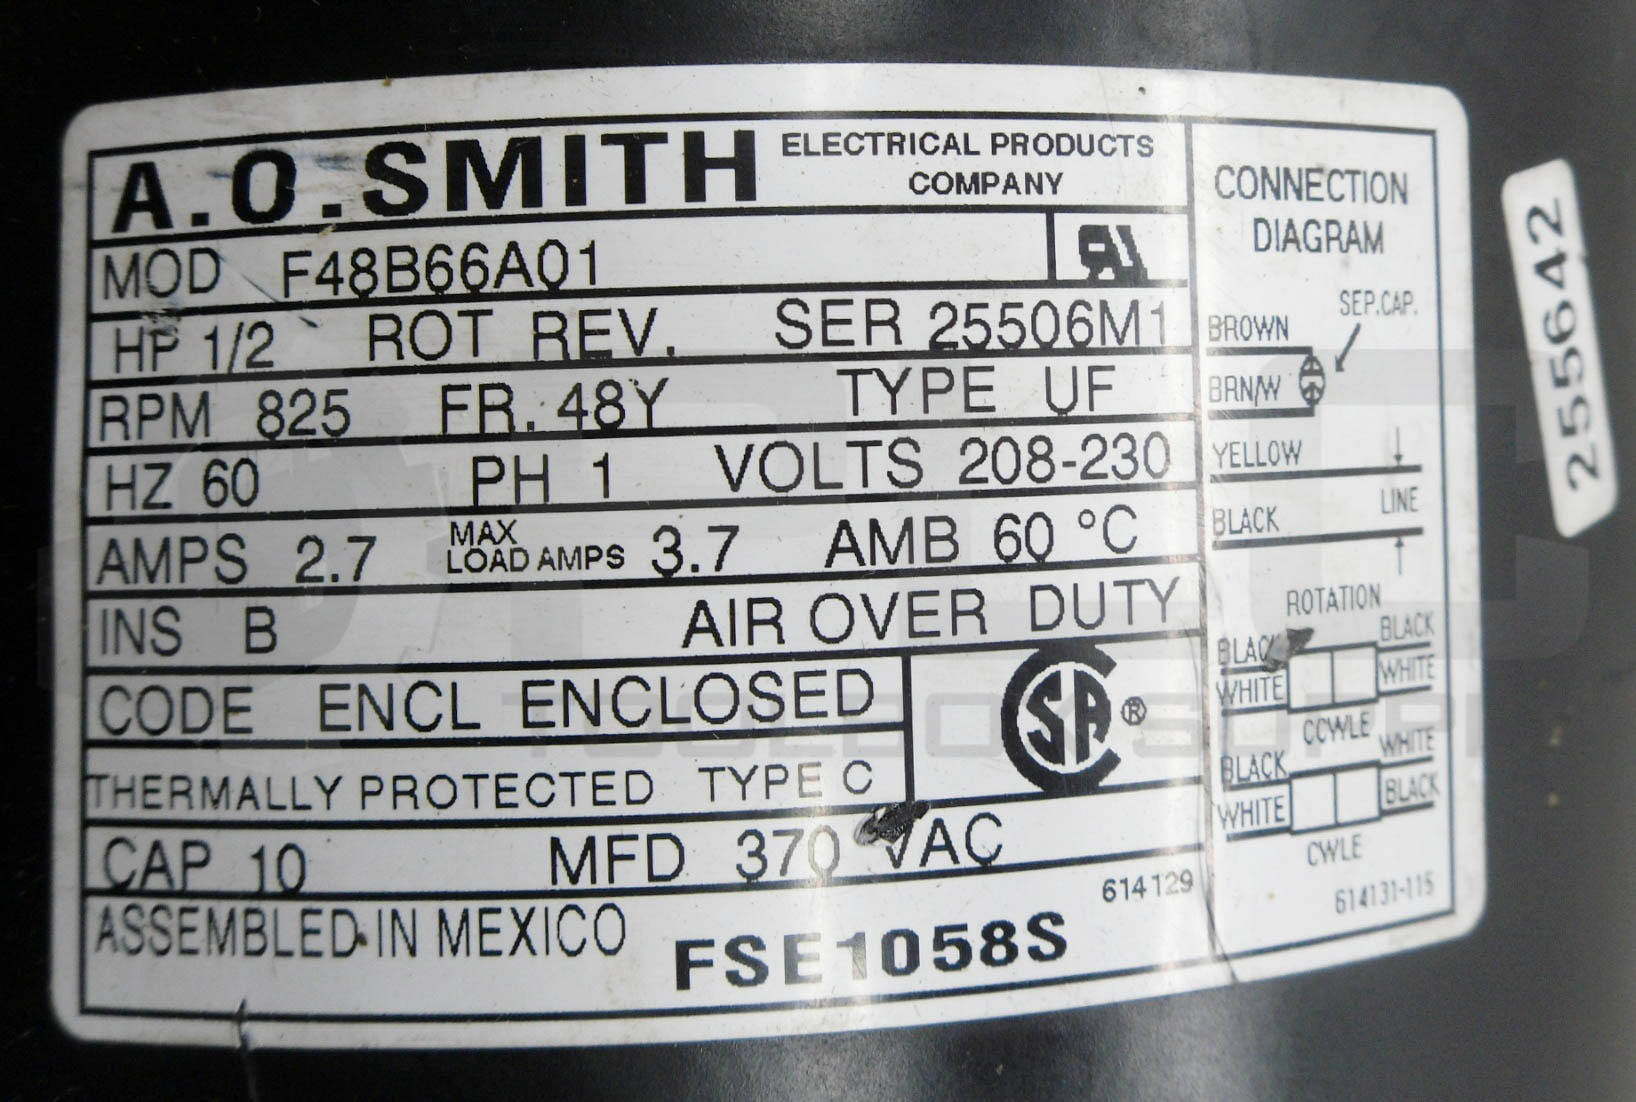 A.O.SMITH ELECTRICAL PRODUCTS COMPANY
MOD F48B66A01
HP 1/2 ROT REV. SER 25506M1
RPM 825 FR. 48Y TYPE UF
HZ 60 PH 1 VOLTS 208-230
AMPS 2.7 MAX LOAD AMPS 3.7 AMB 60 °C
INS B AIR OVER DUTY
CODE ENCL ENCLOSED
THERMALLY PROTECTED TYPE C
SA ®
CAP 10 MFD 370 VAC
614129
ASSEMBLED IN MEXICO FSE1058S
CONNECTION
DIAGRAM
SEP.CAP.
BROWN
BRN/W
YELLOW
LINE
BLACK
ROTATION
BLACK BLACK
WHITE WHITE
CCWLE
BLACK WHITE
WHITE BLACK
CWLE
614131-115
255642